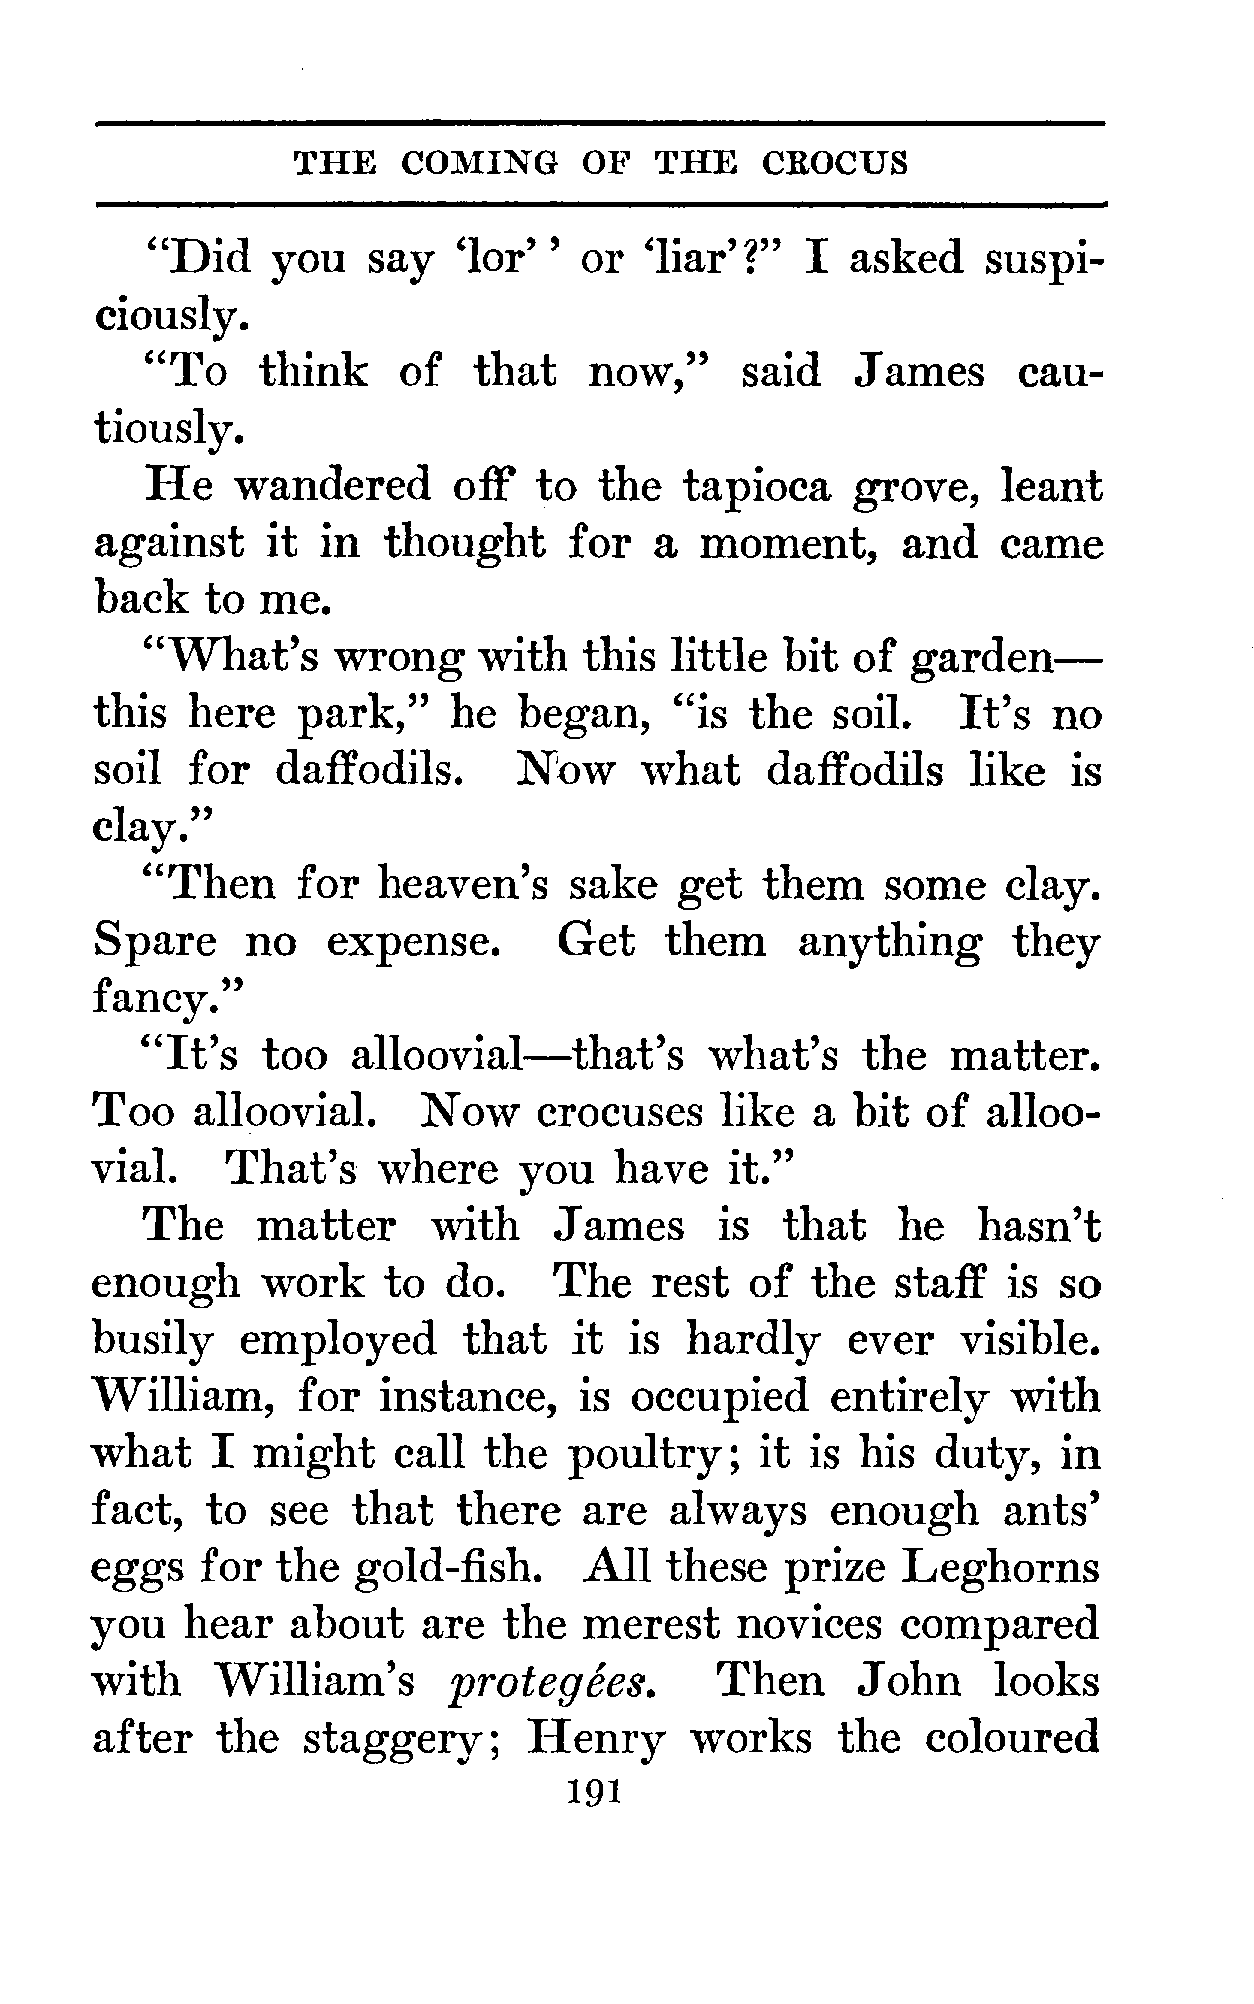 THE COMING OF THE CROCUS
"Did you say 'lor' ' or 'liar'?" I asked suspi-
ciously.
"To think of that now," said James cau-
tiously.
He wandered off to the tapioca grove, leant
against it in thought for a moment, and came
back to me.
"What's wrong with this little bit of garden—
this here park," he began, "is the soil. It's no
soil for daffodils. Now what daffodils like is
clay."
"Then for heaven's sake get them some clay.
Spare no expense. Get them anything they
fancy."
"It's too alloovial—that's what's the matter.
Too alloovial. Now crocuses like a bit of alloo-
vial. That's where you have it."
The matter with James is that he hasn't
enough work to do. The rest of the staff is so
busily employed that it is hardly ever visible.
William, for instance, is occupied entirely with
what I might call the poultry; it is his duty, in
fact, to see that there are always enough ants'
eggs for the gold-fish. All these prize Leghorns
you hear about are the merest novices compared
with William's protegées. Then John looks
after the staggery; Henry works the coloured
191